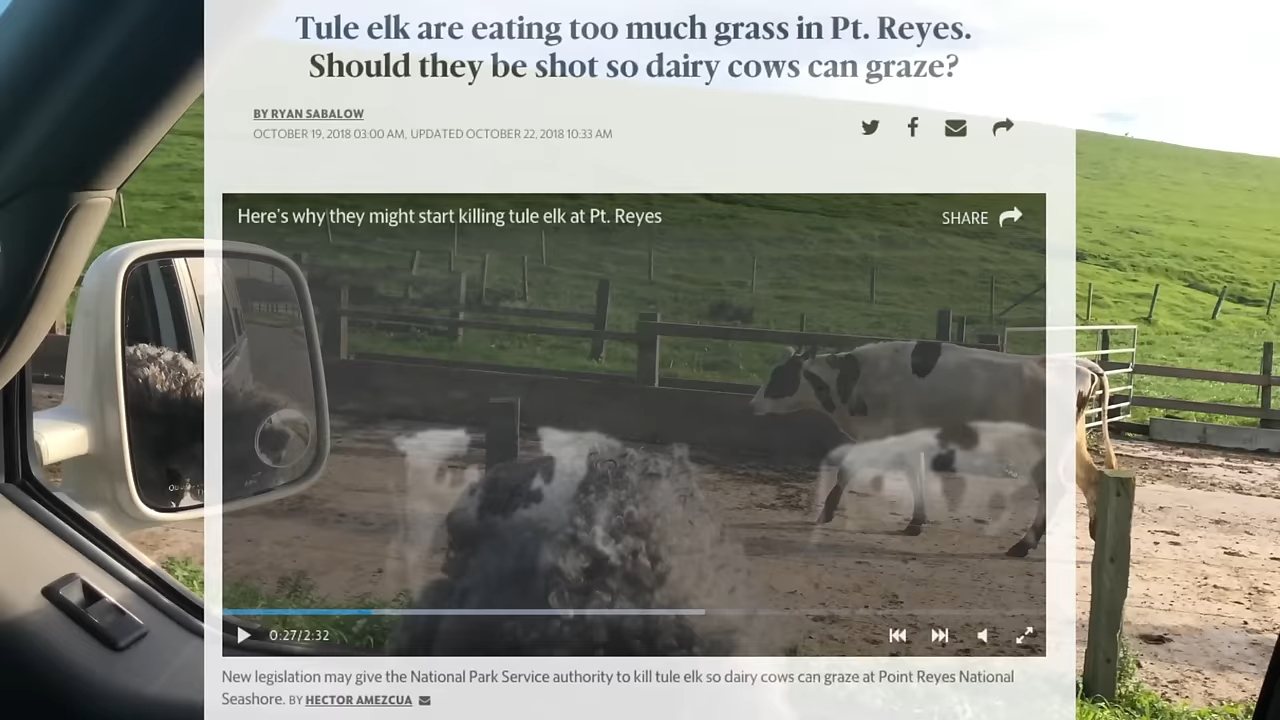 Tule elk are eating too much grass in Pt. Reyes.
Should they be shot so dairy cows can graze?
BY RYAN SABALOW
OCTOBER 19, 2018 03:00 AM, UPDATED OCTOBER 22, 2018 10:33 AM
Here's why they might start killing tule elk at Pt. Reyes
SHARE
0:27/2:32
New legislation may give the National Park Service authority to kill tule elk so dairy cows can graze at Point Reyes National
Seashore. BY HECTOR AMEZCUA